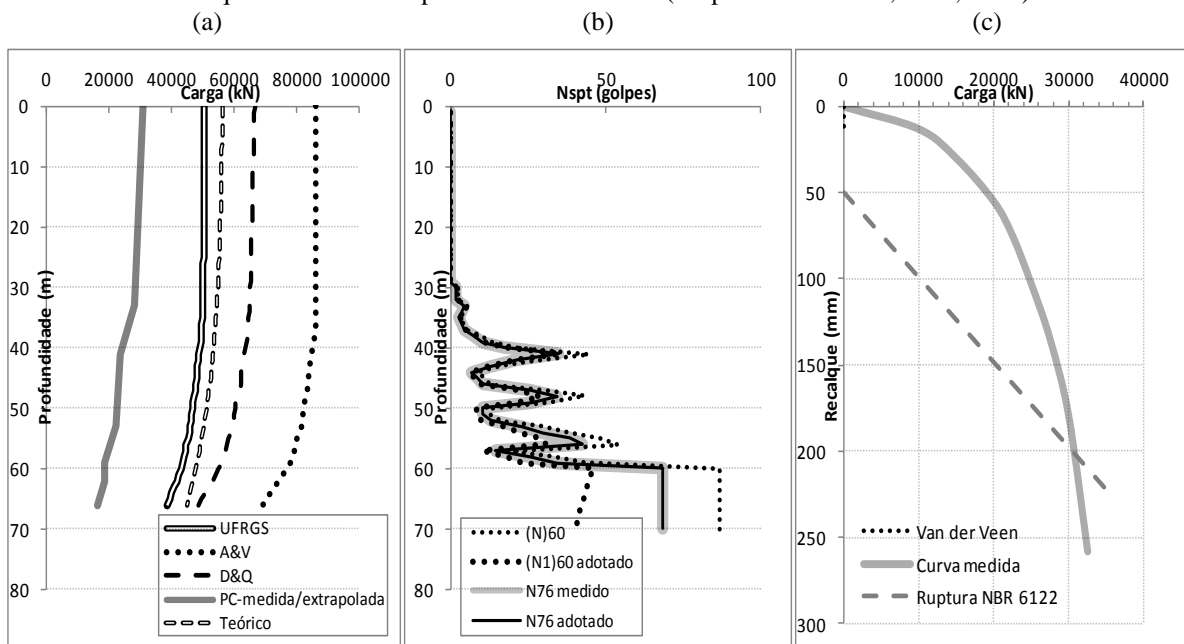 (a)
(b)
(c)
0 20000 40000 60000 80000 100000
Carga (kN)
0
10
20
30
40
50
60
70
80
Profundidade (m)
UFRGS
A&V
D&Q
PC-medida/extrapolada
Teórico
0 50 100
Nspt (golpes)
0
10
20
30
40
50
60
70
80
Profundidade (m)
(N)60
(N1)60 adotado
N76 medido
N76 adotado
0 10000 20000 30000 40000
Carga (kN)
0
50
100
150
200
250
300
Recalque (mm)
Van der Veen
Curva medida
Ruptura NBR 6122